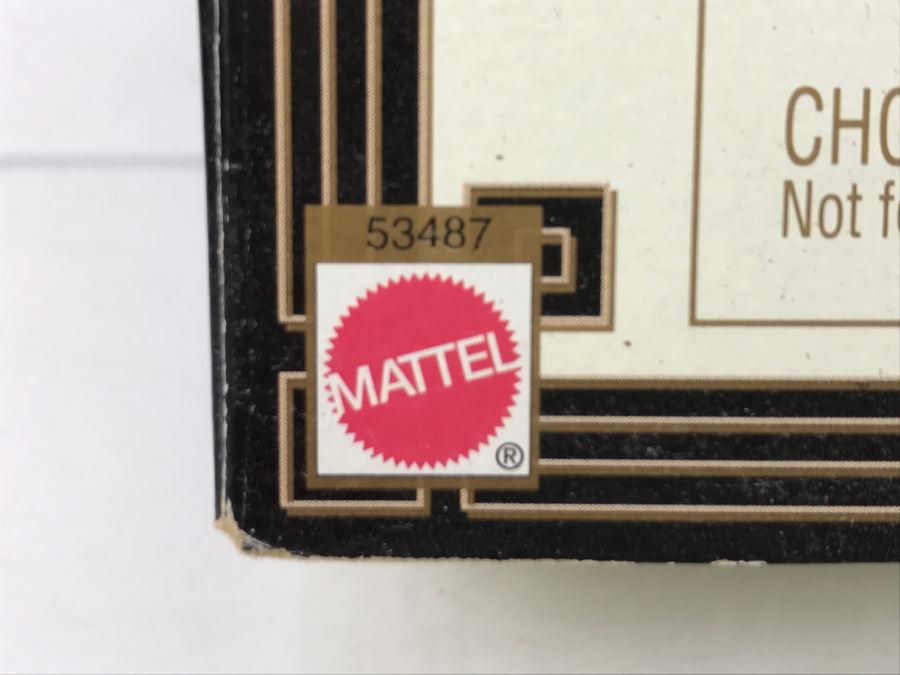 53487
MATTEL
®
CHO
Not f